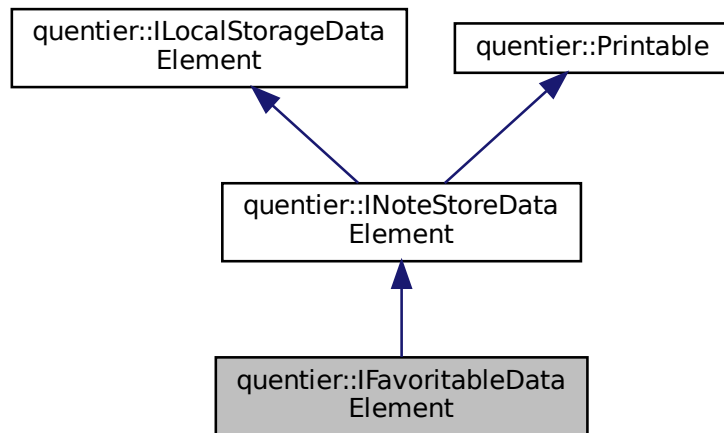 quentier::ILocalStorageData
Element
quentier::Printable
quentier::INoteStoreData
Element
quentier::IFavoritableData
Element